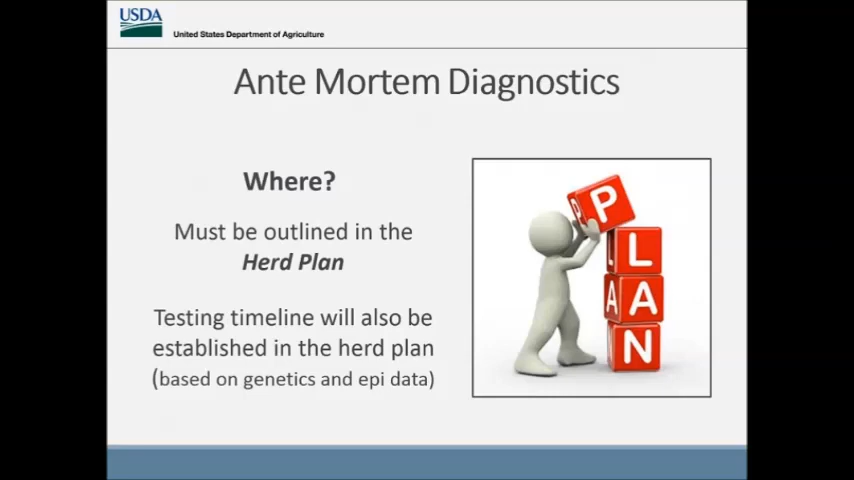 USDA
United States Department of Agriculture
Ante Mortem Diagnostics
Where?
Must be outlined in the
Herd Plan
Testing timeline will also be
established in the herd plan
(based on genetics and epi data)
P P
L L
A A
N